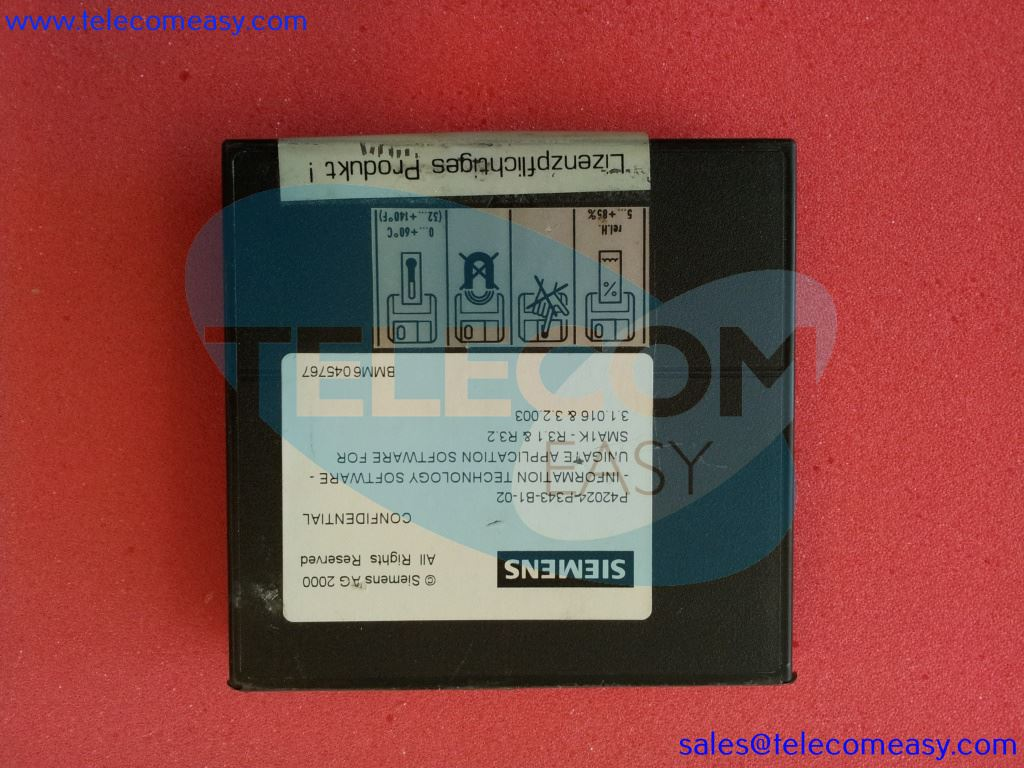 www.telecomeasy.com
Lizenzpflichtiges Produkt !
rel.H.
5...+85%
0...+60°C
(32...+140°F)
%
TELECOM
EASY
SIEMENS
© Siemens AG 2000
All Rights Reserved
CONFIDENTIAL
P42024-P343-B1-02
- INFORMATION TECHNOLOGY SOFTWARE -
UNIGATE APPLICATION SOFTWARE FOR
SMA1K - R3.1 & R3.2
3.1.016 & 3.2.003
BMM6045767
sales@telecomeasy.com